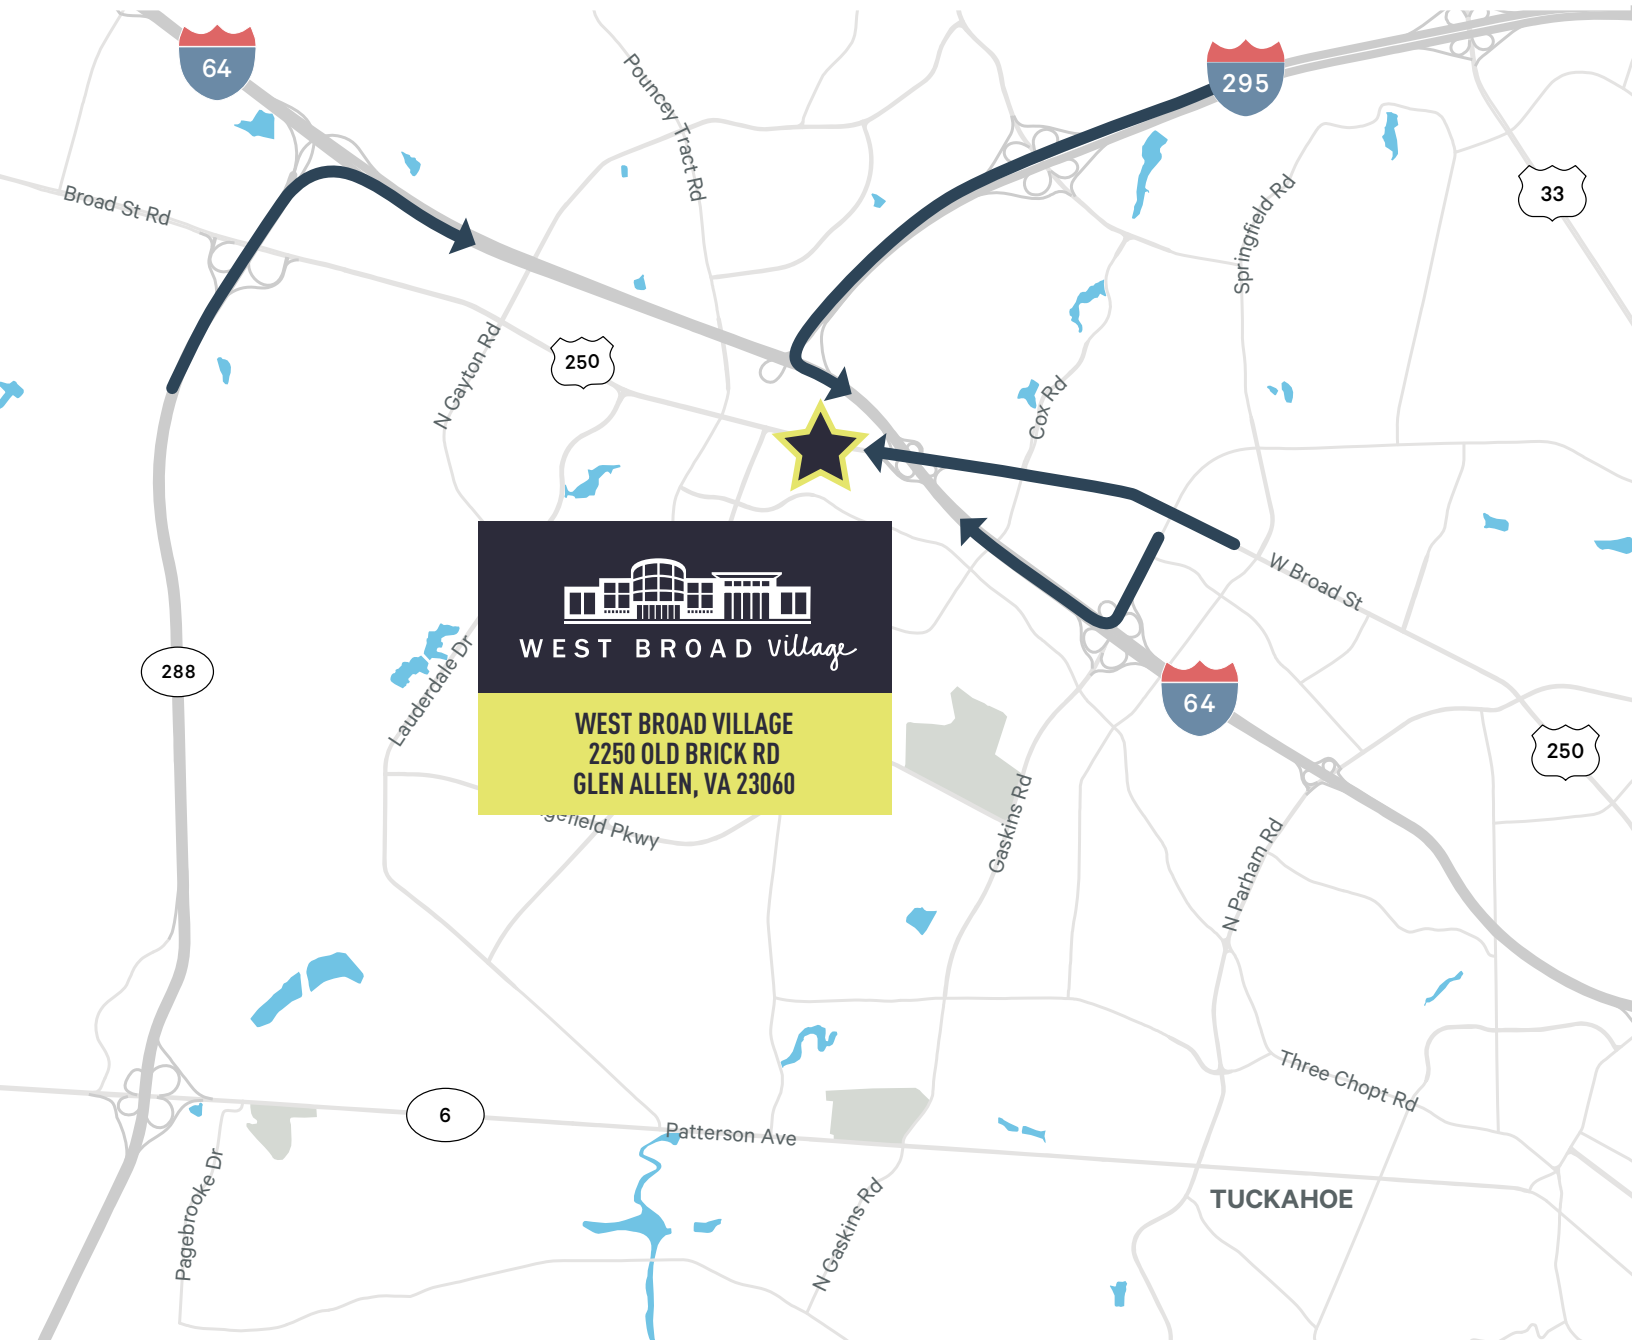 64
Pouncey Tract Rd
295
Broad St Rd
33
Springfield Rd
N Gayton Rd
250
Cox Rd
W Broad St
WEST BROAD village
WEST BROAD VILLAGE
2250 OLD BRICK RD
GLEN ALLEN, VA 23060
288
Lauderdale Dr
64
250
gefield Pkwy
Gaskins Rd
N Parham Rd
Three Chopt Rd
6
Patterson Ave
Pagebrooke Dr
N Gaskins Rd
TUCKAHOE